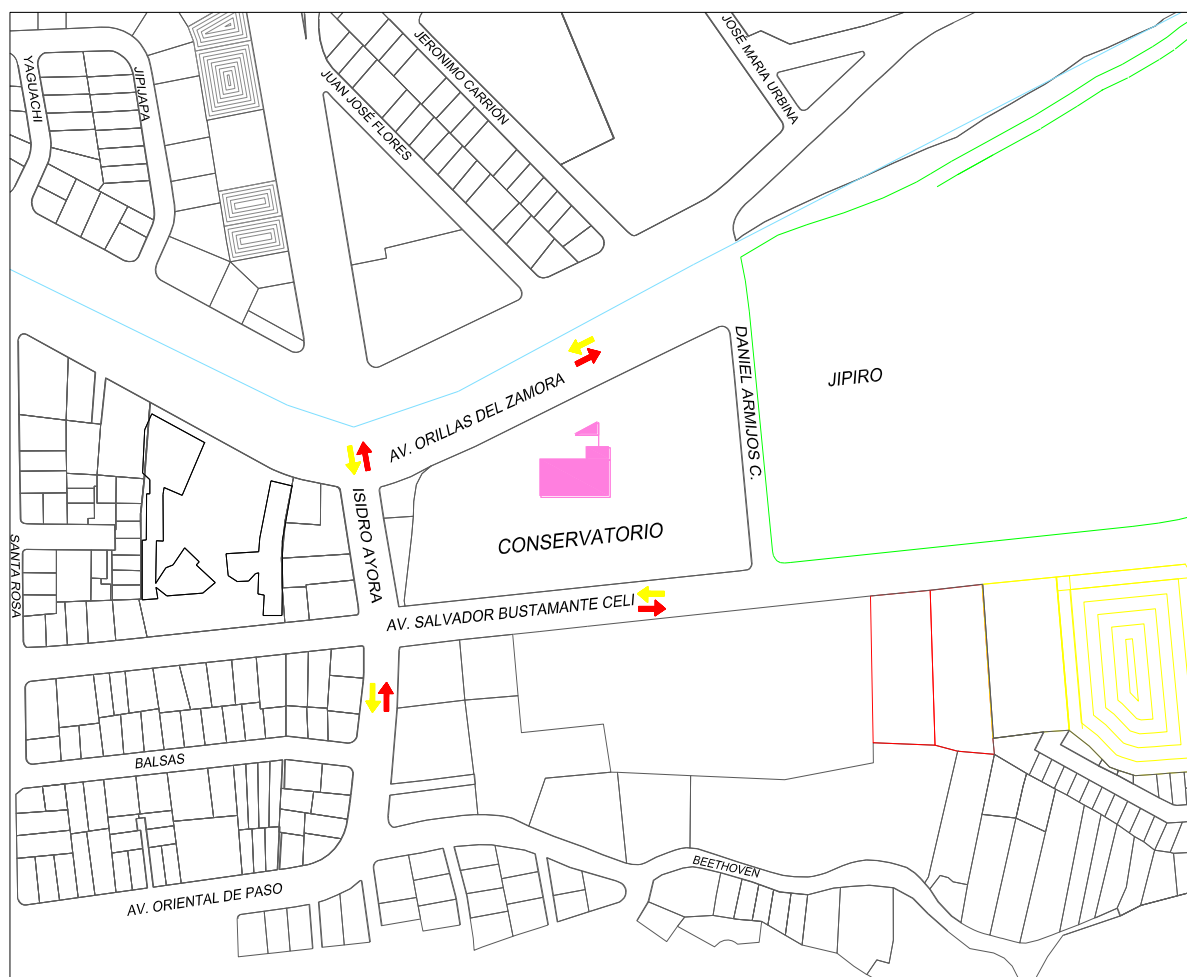 JOSÉ MARIA URBINA
JERONIMO CARRIÓN
YAGUACHI
JIPIJAPA
JUAN JOSÉ FLORES
DANIEL ARMIJOS C.
JIPIRO
AV. ORILLAS DEL ZAMORA
ISIDRO AYORA
CONSERVATORIO
SANTA ROSA
AV. SALVADOR BUSTAMANTE CELI
BALSAS
BEETHOVEN
AV. ORIENTAL DE PASO